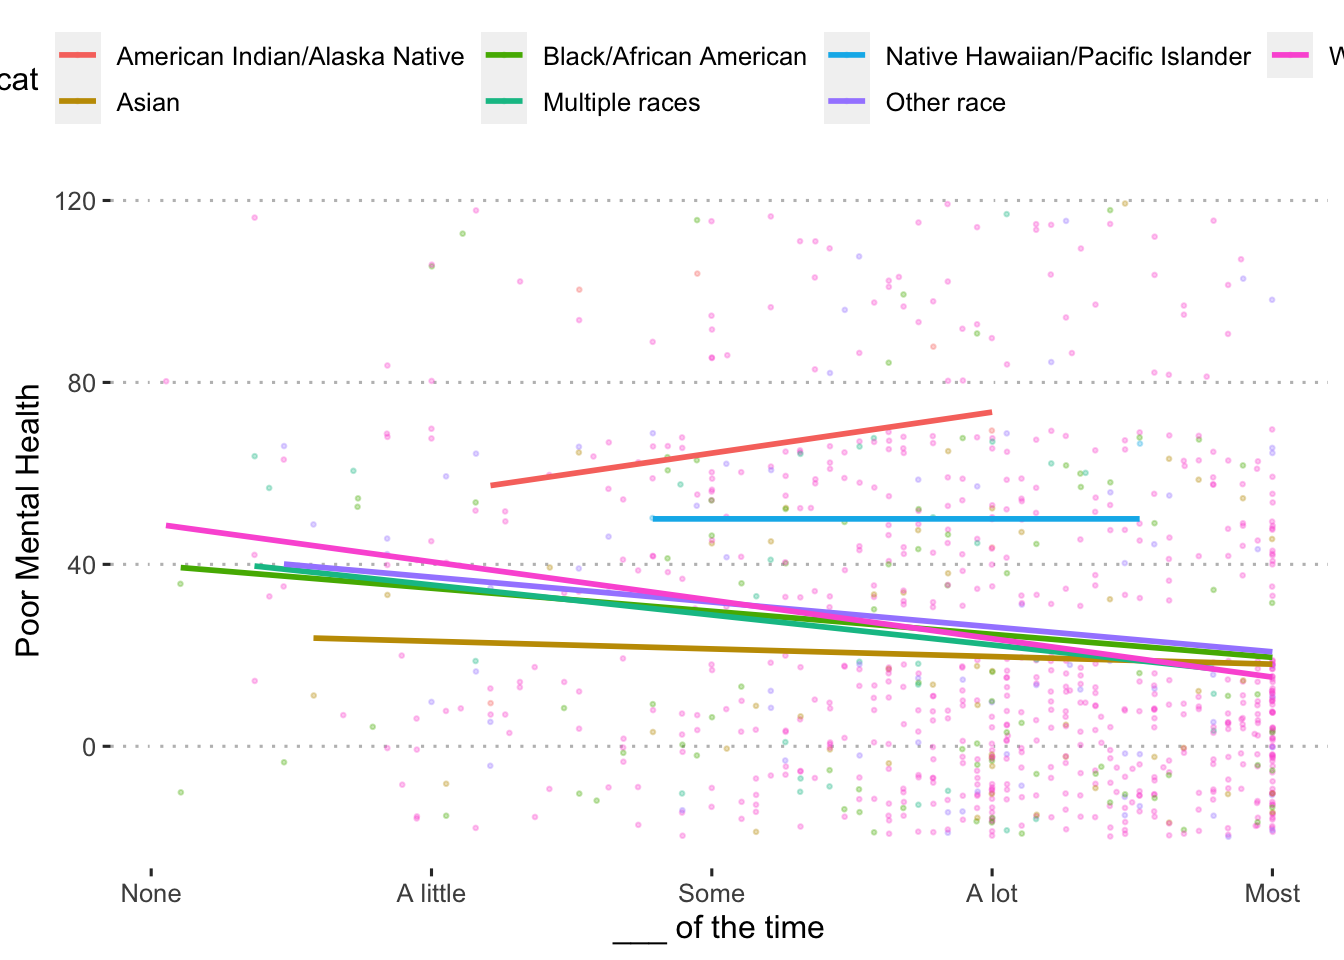 cat
American Indian/Alaska Native
Black/African American
Native Hawaiian/Pacific Islander
Asian
Multiple races
Other race
120
80
40
0
Poor Mental Health
None
A little
Some
A lot
Most
___ of the time